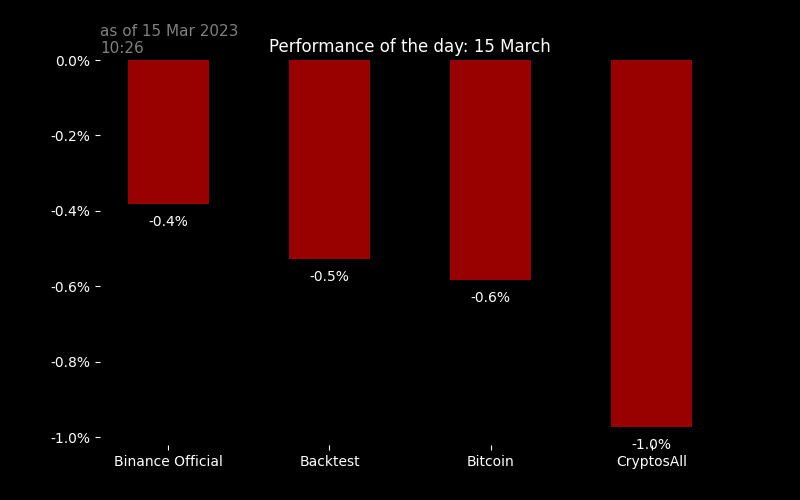 as of 15 Mar 2023
10:26
Performance of the day: 15 March
0.0%
-0.2%
-0.4%
-0.6%
-0.8%
-1.0%
-0.4%
-0.5%
-0.6%
-1.0%
Binance Official
Backtest
Bitcoin
CryptosAll